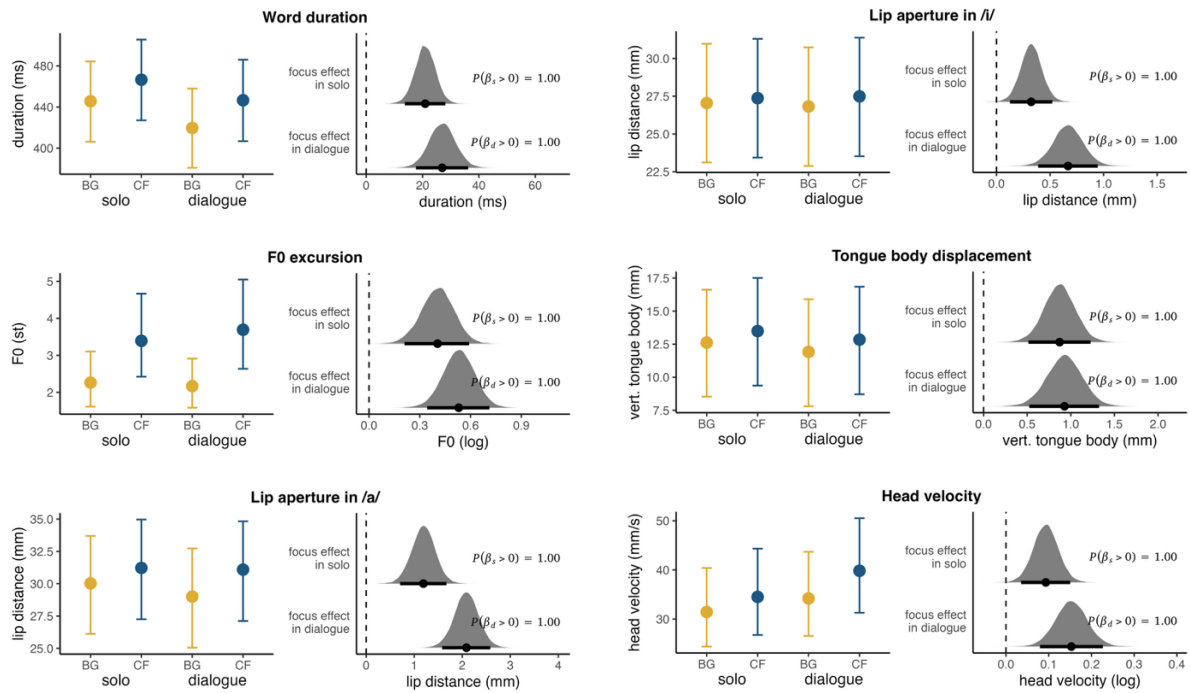 Word duration
duration (ms)
480
440
400
BG CF BG CF
solo dialogue
focus effect
in solo
P(βs > 0) = 1.00
focus effect
in dialogue
P(βd > 0) = 1.00
0 20 40 60
duration (ms)
Lip aperture in /i/
lip distance (mm)
30.0
27.5
25.0
22.5
BG CF BG CF
solo dialogue
focus effect
in solo
P(βs > 0) = 1.00
focus effect
in dialogue
P(βd > 0) = 1.00
0.0 0.5 1.0 1.5
lip distance (mm)
F0 excursion
F0 (st)
5
4
3
2
BG CF BG CF
solo dialogue
focus effect
in solo
P(βs > 0) = 1.00
focus effect
in dialogue
P(βd > 0) = 1.00
0.0 0.3 0.6 0.9
F0 (log)
Tongue body displacement
vert. tongue body (mm)
17.5
15.0
12.5
10.0
7.5
BG CF BG CF
solo dialogue
focus effect
in solo
P(βs > 0) = 1.00
focus effect
in dialogue
P(βd > 0) = 1.00
0.0 0.5 1.0 1.5 2.0
vert. tongue body (mm)
Lip aperture in /a/
lip distance (mm)
35.0
32.5
30.0
27.5
25.0
BG CF BG CF
solo dialogue
focus effect
in solo
P(βs > 0) = 1.00
focus effect
in dialogue
P(βd > 0) = 1.00
0 1 2 3 4
lip distance (mm)
Head velocity
head velocity (mm/s)
50
40
30
BG CF BG CF
solo dialogue
focus effect
in solo
P(βs > 0) = 1.00
focus effect
in dialogue
P(βd > 0) = 1.00
0.0 0.1 0.2 0.3 0.4
head velocity (log)